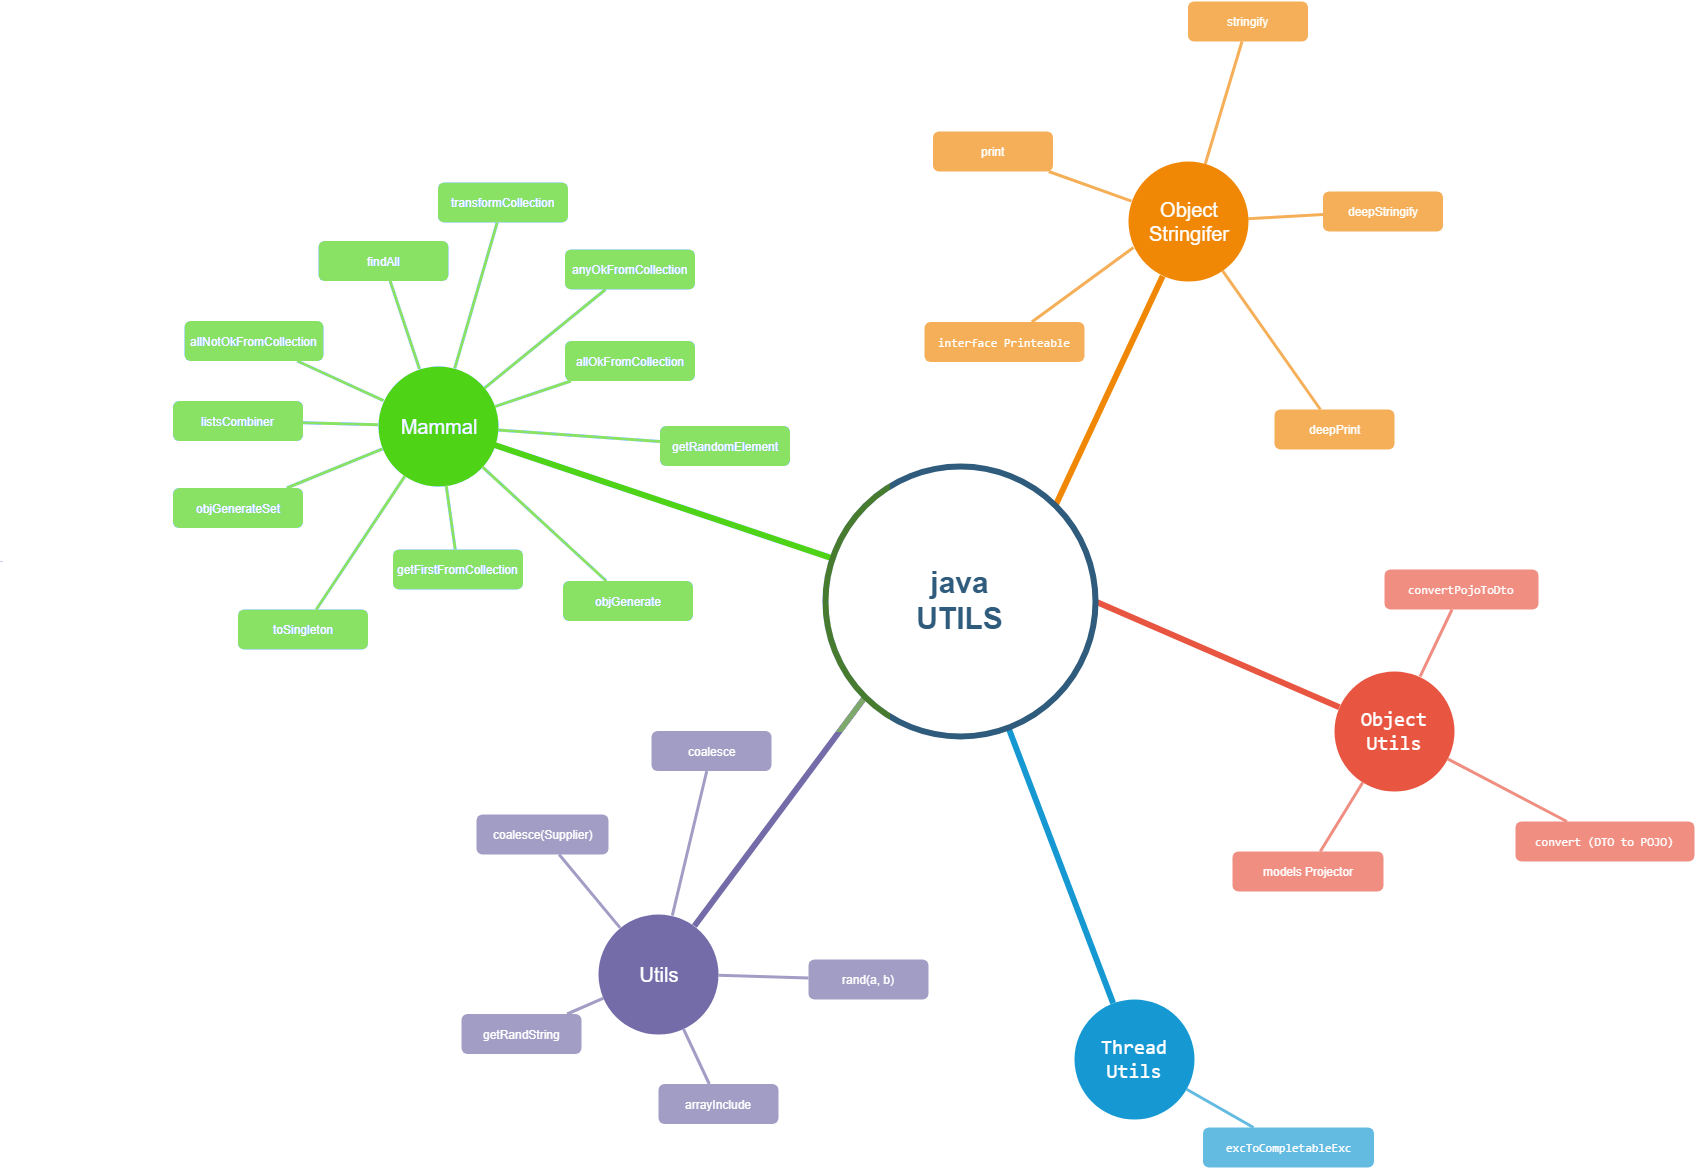 stringify
print
Object
Stringifer
deepStringify
interface Printeable
deepPrint
transformCollection
findAll
anyOkFromCollection
allNotOkFromCollection
allOkFromCollection
listsCombiner
Mammal
getRandomElement
objGenerateSet
getFirstFromCollection
objGenerate
toSingleton
java
UTILS
convertPojoToDto
Object
Utils
convert (DTO to POJO)
models Projector
coalesce
coalesce(Supplier)
Utils
rand(a, b)
getRandString
arrayInclude
Thread
Utils
excToCompletableExc